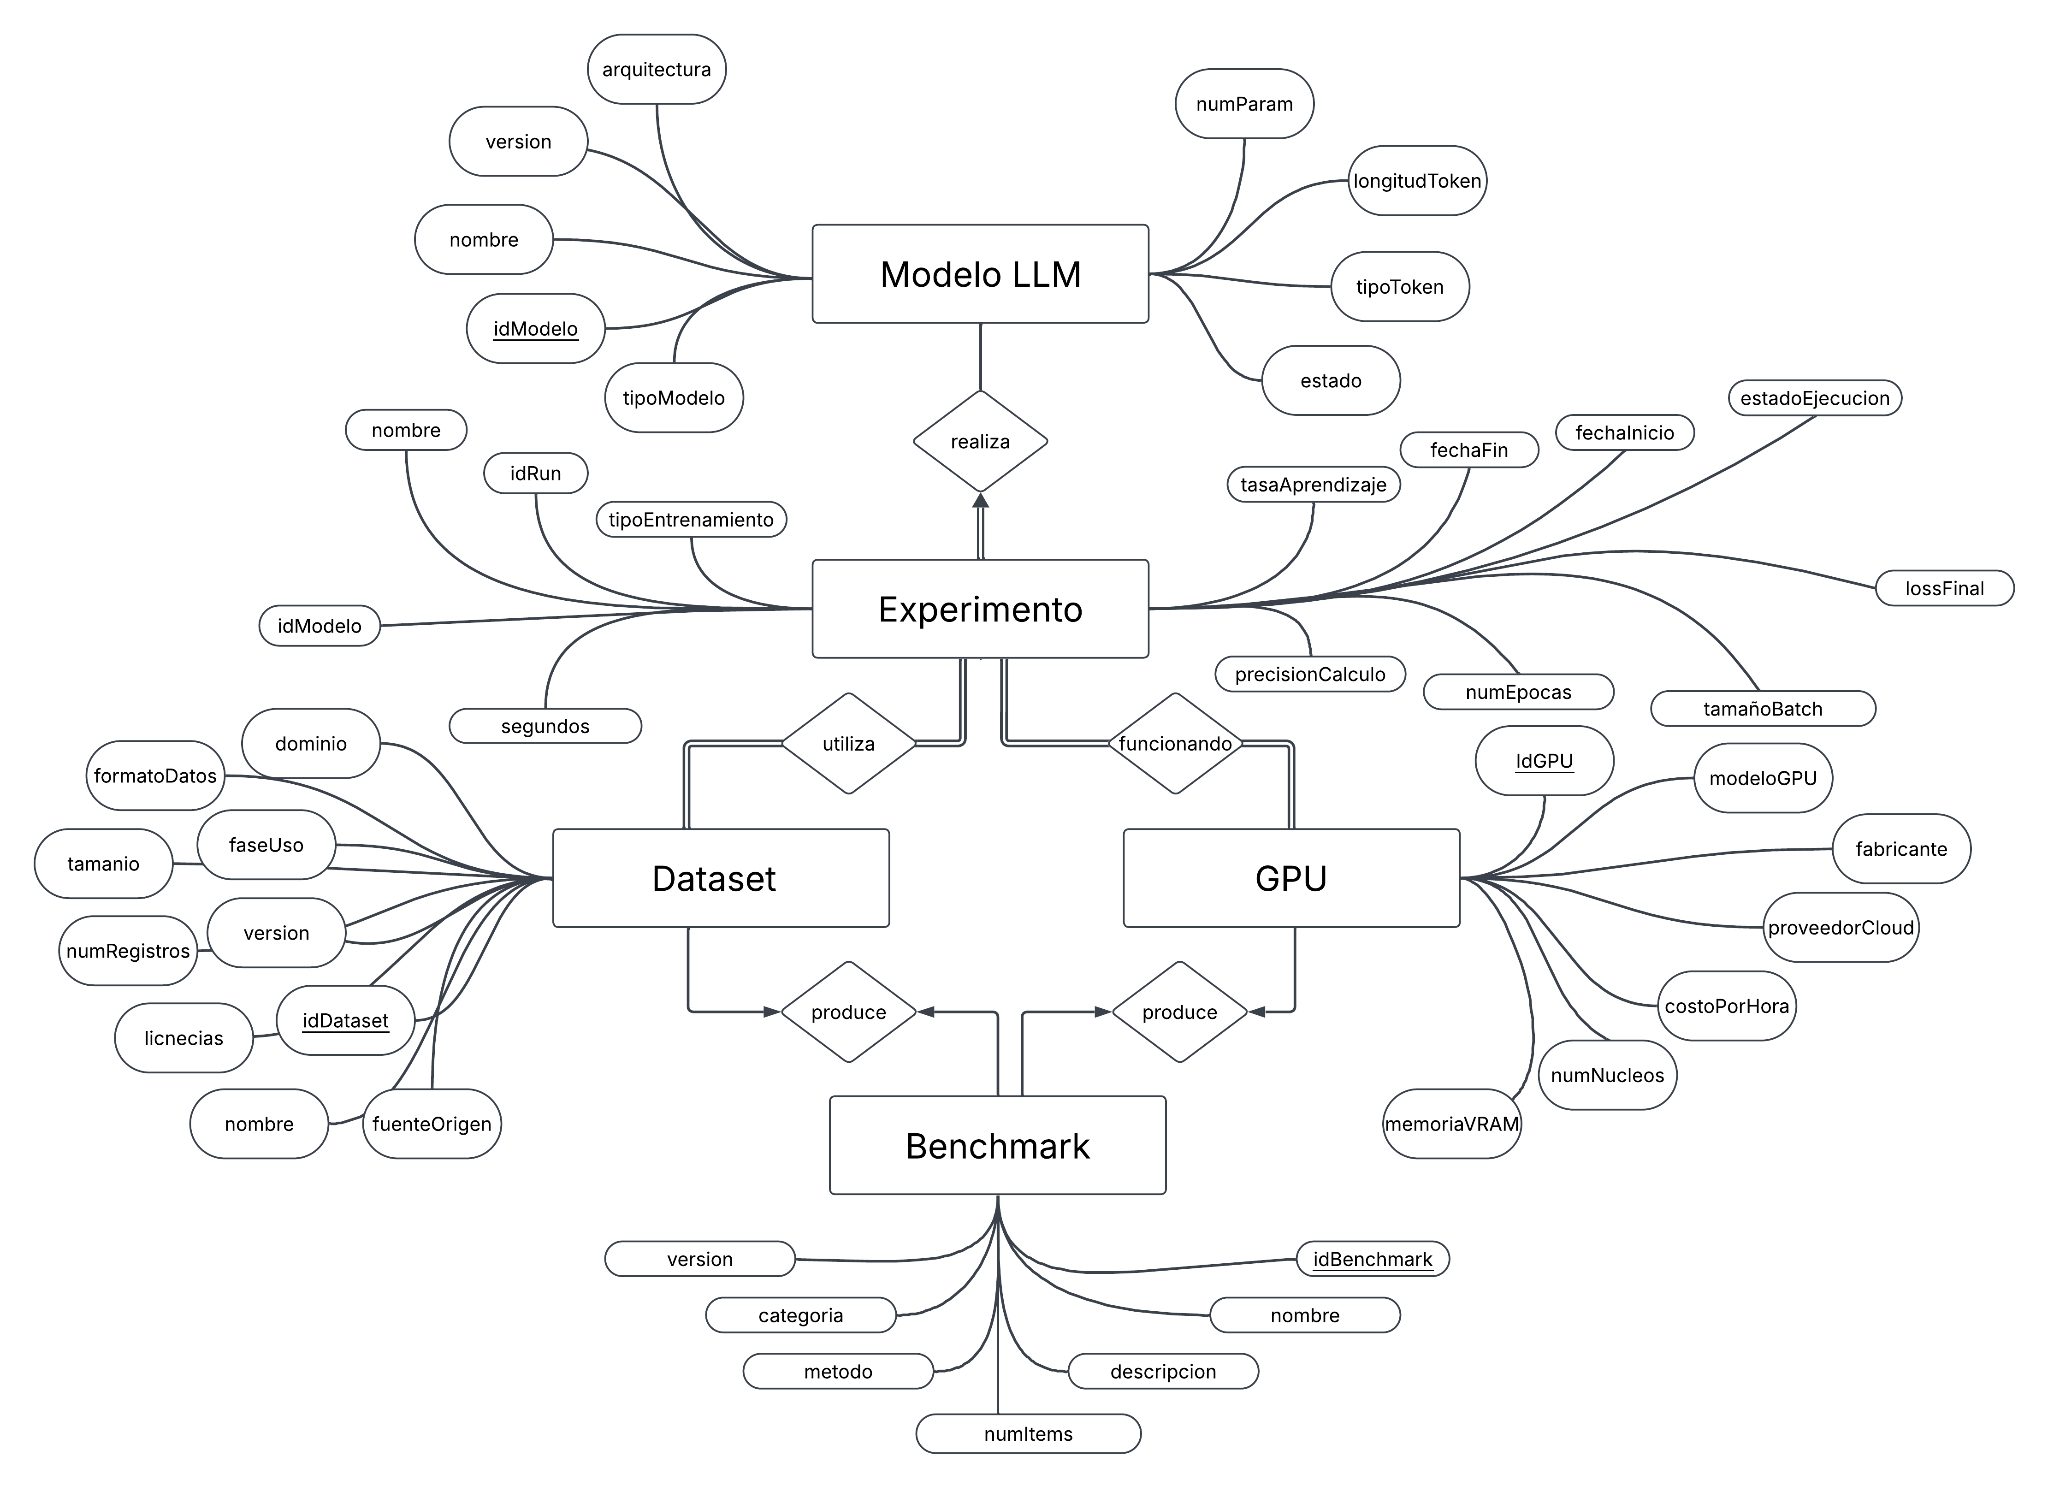 arquitectura
numParam
version
longitudToken
nombre
Modelo LLM
tipoToken
idModelo
estado
tipoModelo
estadoEjecucion
nombre
realiza
fechaInicio
fechaFin
idRun
tasaAprendizaje
tipoEntrenamiento
lossFinal
Experimento
idModelo
precisionCalculo
numEpocas
tamañoBatch
segundos
dominio
utiliza
funcionando
IdGPU
formatoDatos
modeloGPU
faseUso
fabricante
tamanio
Dataset
GPU
proveedorCloud
version
numRegistros
costoPorHora
produce
produce
idDataset
licnecias
numNucleos
nombre
fuenteOrigen
memoriaVRAM
Benchmark
version
idBenchmark
categoria
nombre
metodo
descripcion
numItems